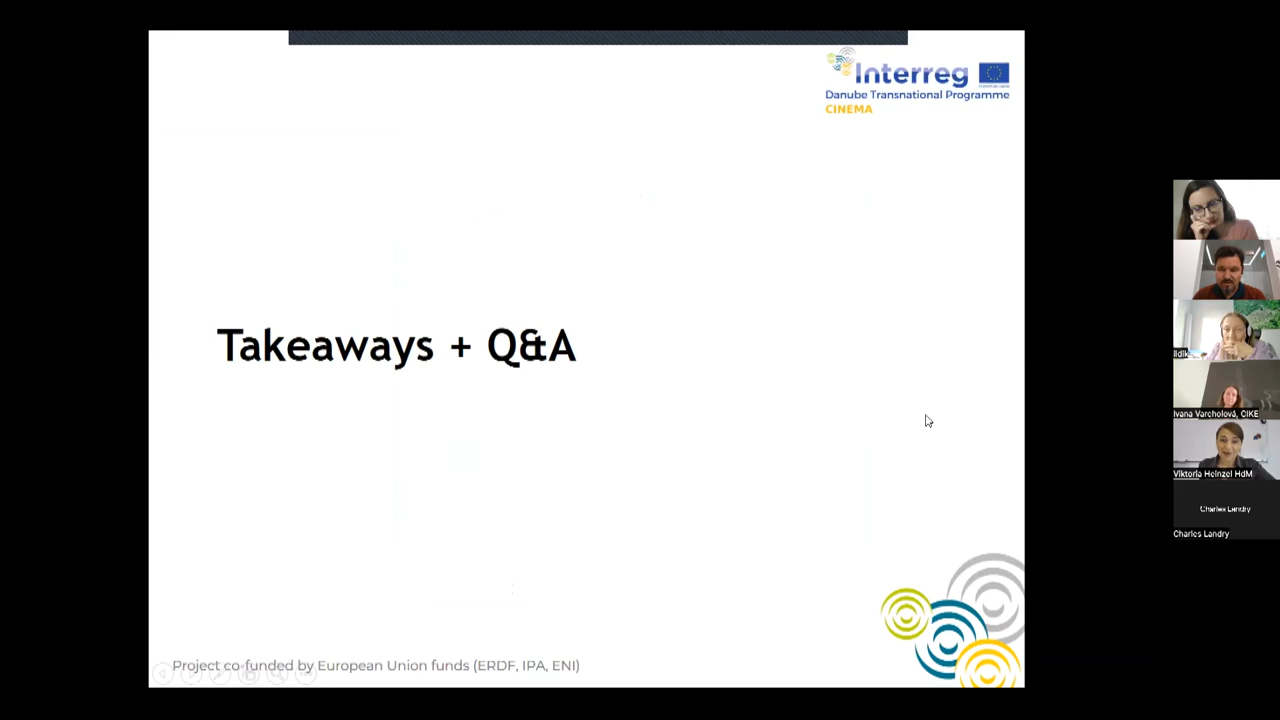 Interreg
Danube Transnational Programme
CINEMA
Takeaways + Q&A
Project co-funded by European Union funds (ERDF, IPA, ENI)
Ivana Varcholová, CIKE
Viktoria Heinzel HdM
Charles Landry
Charles Landry